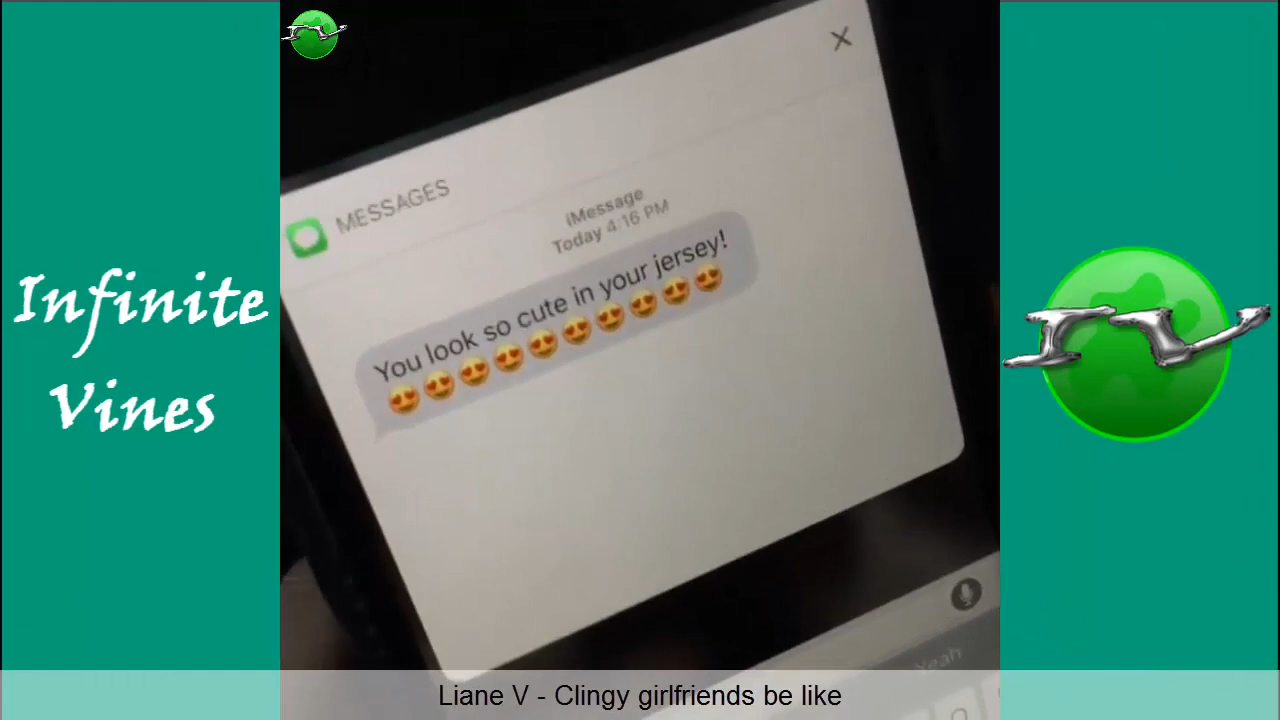 Infinite
Vines
MESSAGES
iMessage
Today 4:16 PM
You look so cute in your jersey!
😍😍😍😍😍😍😍😍😍😍
Yeah
Liane V - Clingy girlfriends be like